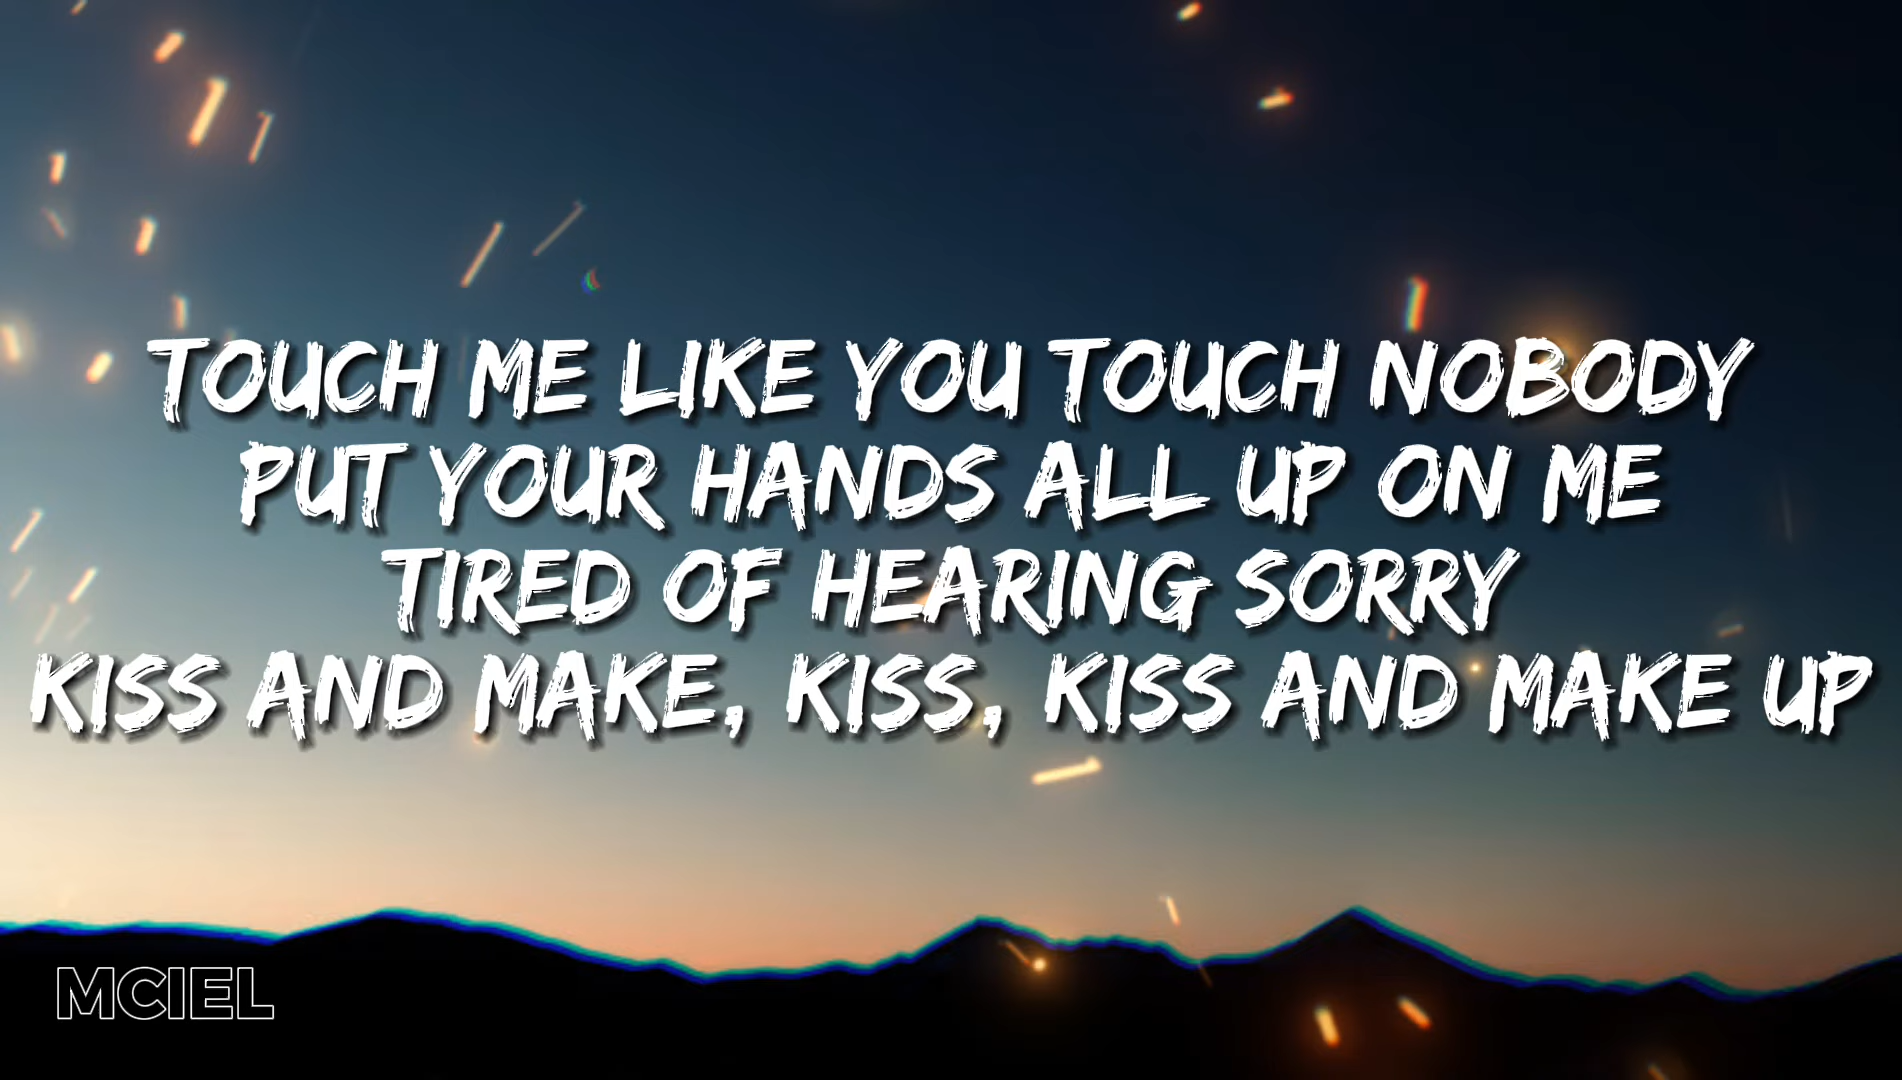 TOUCH ME LIKE YOU TOUCH NOBODY
PUT YOUR HANDS ALL UP ON ME
TIRED OF HEARING SORRY
KISS AND MAKE, KISS, KISS AND MAKE UP
MCIEL